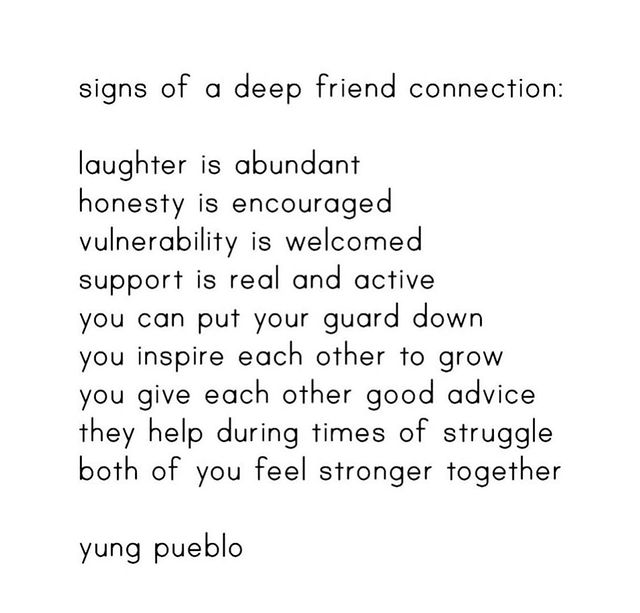 signs of a deep friend connection:
laughter is abundant
honesty is encouraged
vulnerability is welcomed
support is real and active
you can put your guard down
you inspire each other to grow
you give each other good advice
they help during times of struggle
both of you feel stronger together
yung pueblo